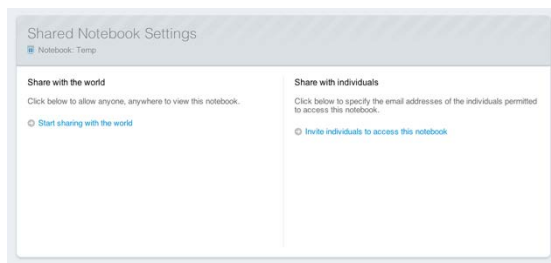 Shared Notebook Settings
Notebook: Temp
Share with the world
Click below to allow anyone, anywhere to view this notebook.
Start sharing with the world
Share with individuals
Click below to specify the email addresses of the individuals permitted
to access this notebook.
Invite individuals to access this notebook